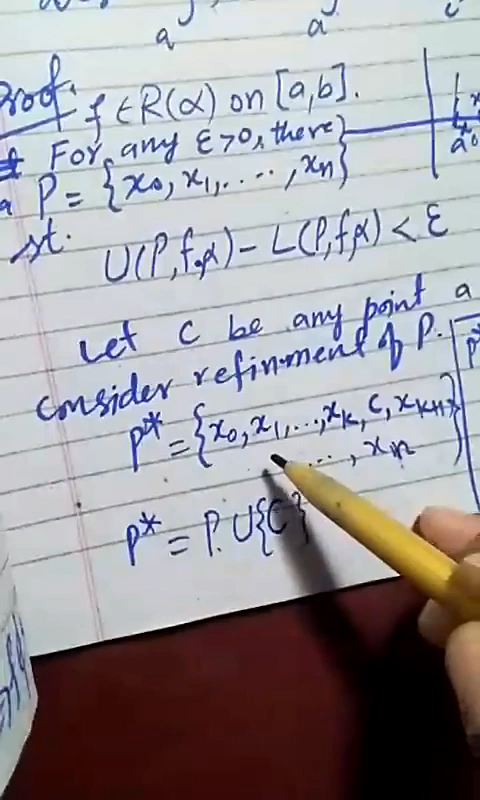 a a c
Proof: f ∈ R(α) on [a,b].
For any ε>0, there
a P = {x₀, x₁, ...., xₙ}
st.
U(P,f,α) - L(P,f,α) < ε
Let C be any point a
consider refinment of P.
P* = {x₀, x₁, ..., xₖ, C, xₖ₊₁,
..., xₙ}
P* = P. U{C}